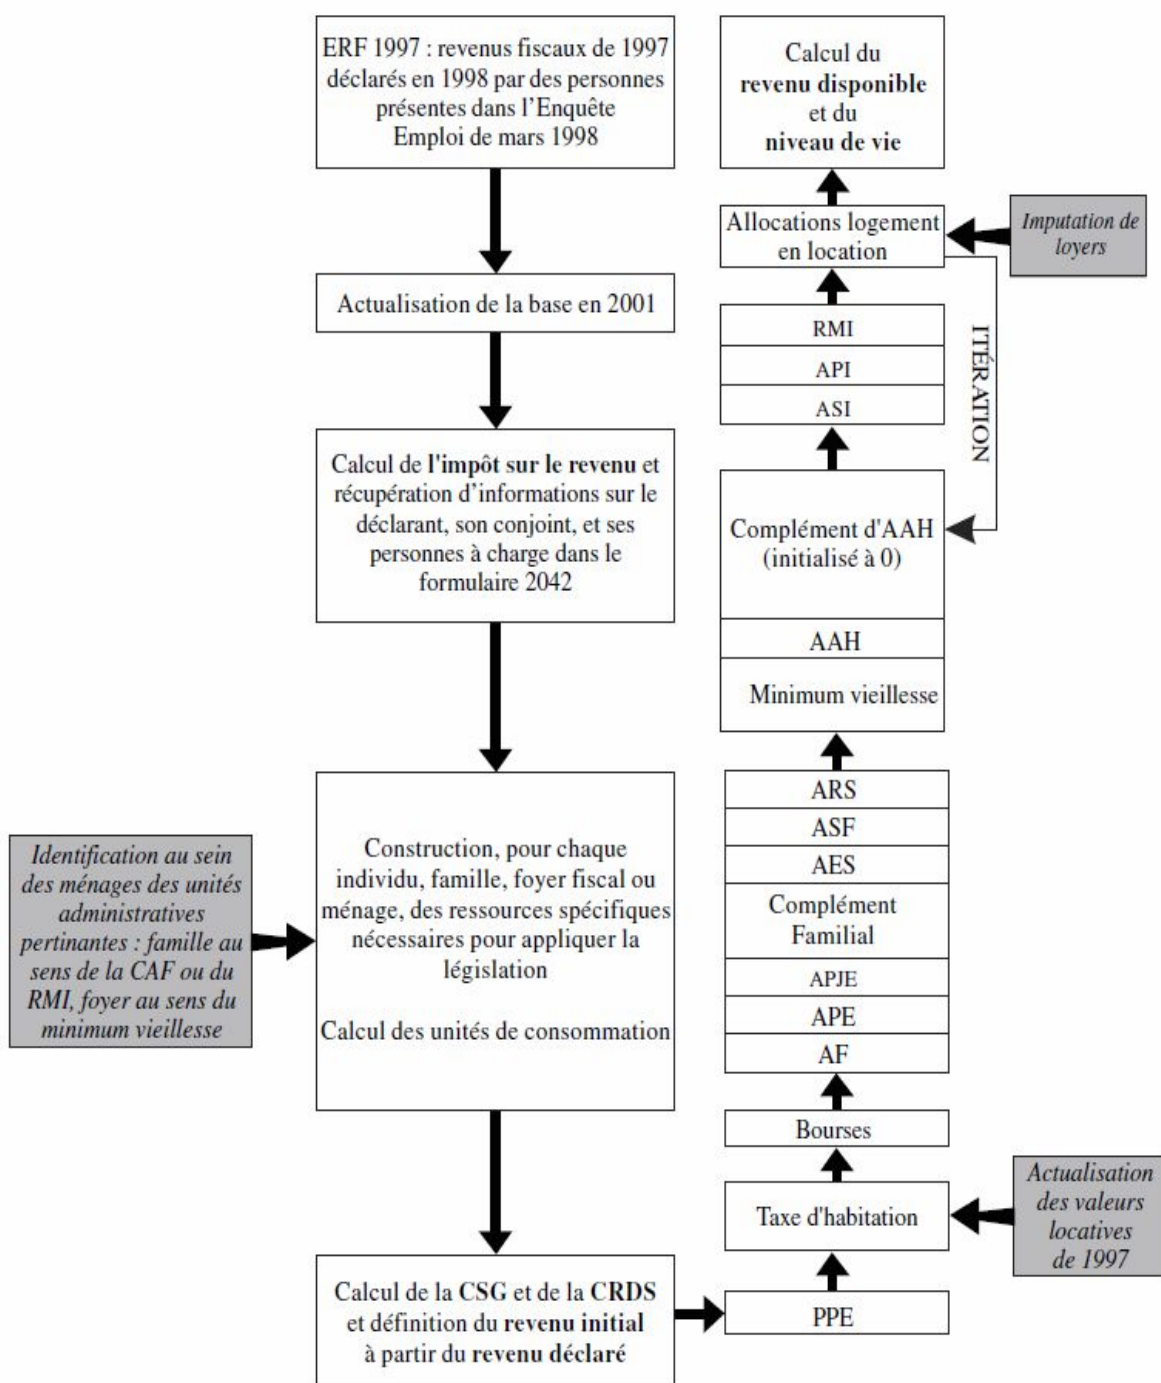 ERF 1997 : revenus fiscaux de 1997
déclarés en 1998 par des personnes
présentes dans l’Enquête
Emploi de mars 1998
Actualisation de la base en 2001
Calcul de l'impôt sur le revenu et
récupération d’informations sur le
déclarant, son conjoint, et ses
personnes à charge dans le
formulaire 2042
Identification au sein
des ménages des unités
administratives
pertinantes : famille au
sens de la CAF ou du
RMI, foyer au sens du
minimum vieillesse
Construction, pour chaque
individu, famille, foyer fiscal ou
ménage, des ressources spécifiques
nécessaires pour appliquer la
législation
Calcul des unités de consommation
Calcul de la CSG et de la CRDS
et définition du revenu initial
à partir du revenu déclaré
Calcul du
revenu disponible
et du
niveau de vie
Allocations logement
en location
Imputation de
loyers
RMI
API
ASI
ITÉRATION
Complément d'AAH
(initialisé à 0)
AAH
Minimum vieillesse
ARS
ASF
AES
Complément
Familial
APJE
APE
AF
Bourses
Taxe d'habitation
Actualisation
des valeurs
locatives
de 1997
PPE